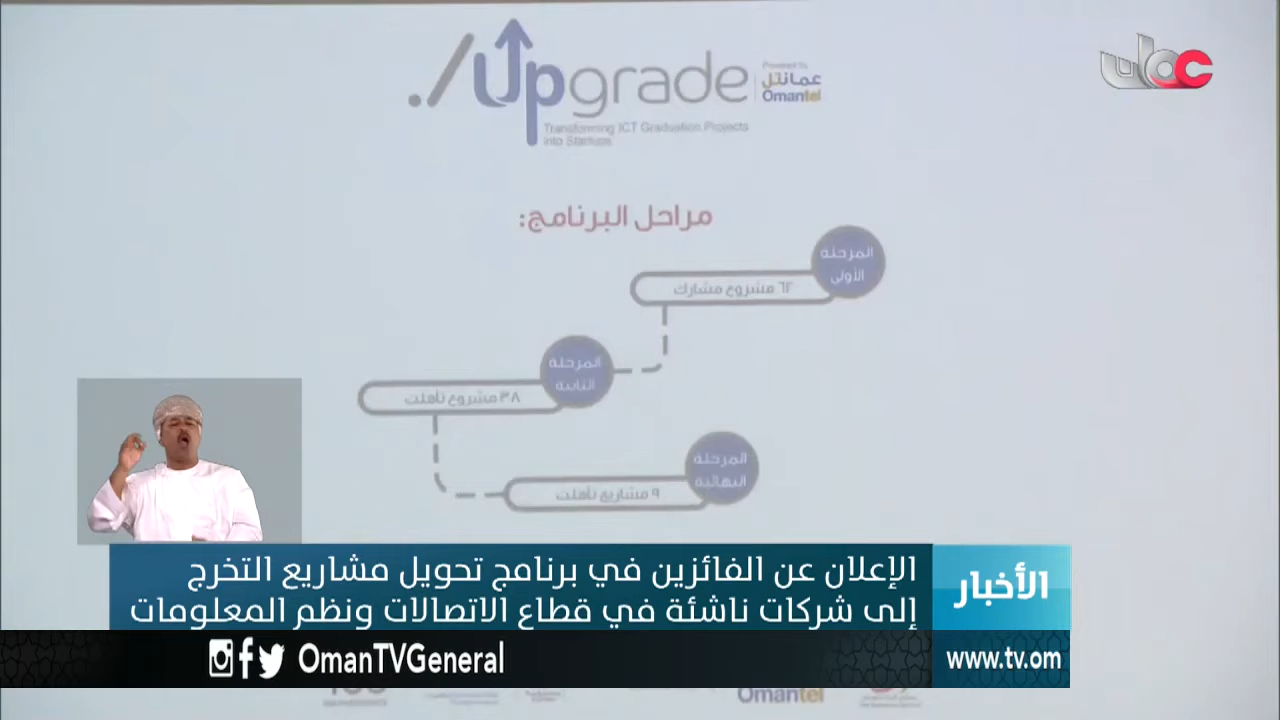 ./Upgrade
Powered by
عمانتل
Omantel
Transforming ICT Graduation Projects
into Startups
عمان
مراحل البرنامج:
المرحلة
الأولى
٦٢ مشروع مشارك
المرحلة
الثانية
٣٨ مشروع تأهلت
المرحلة
النهائية
٩ مشاريع تأهلت
الأخبار
الإعلان عن الفائزين في برنامج تحويل مشاريع التخرج
إلى شركات ناشئة في قطاع الاتصالات ونظم المعلومات
OmanTVGeneral
www.tv.om
Omantel